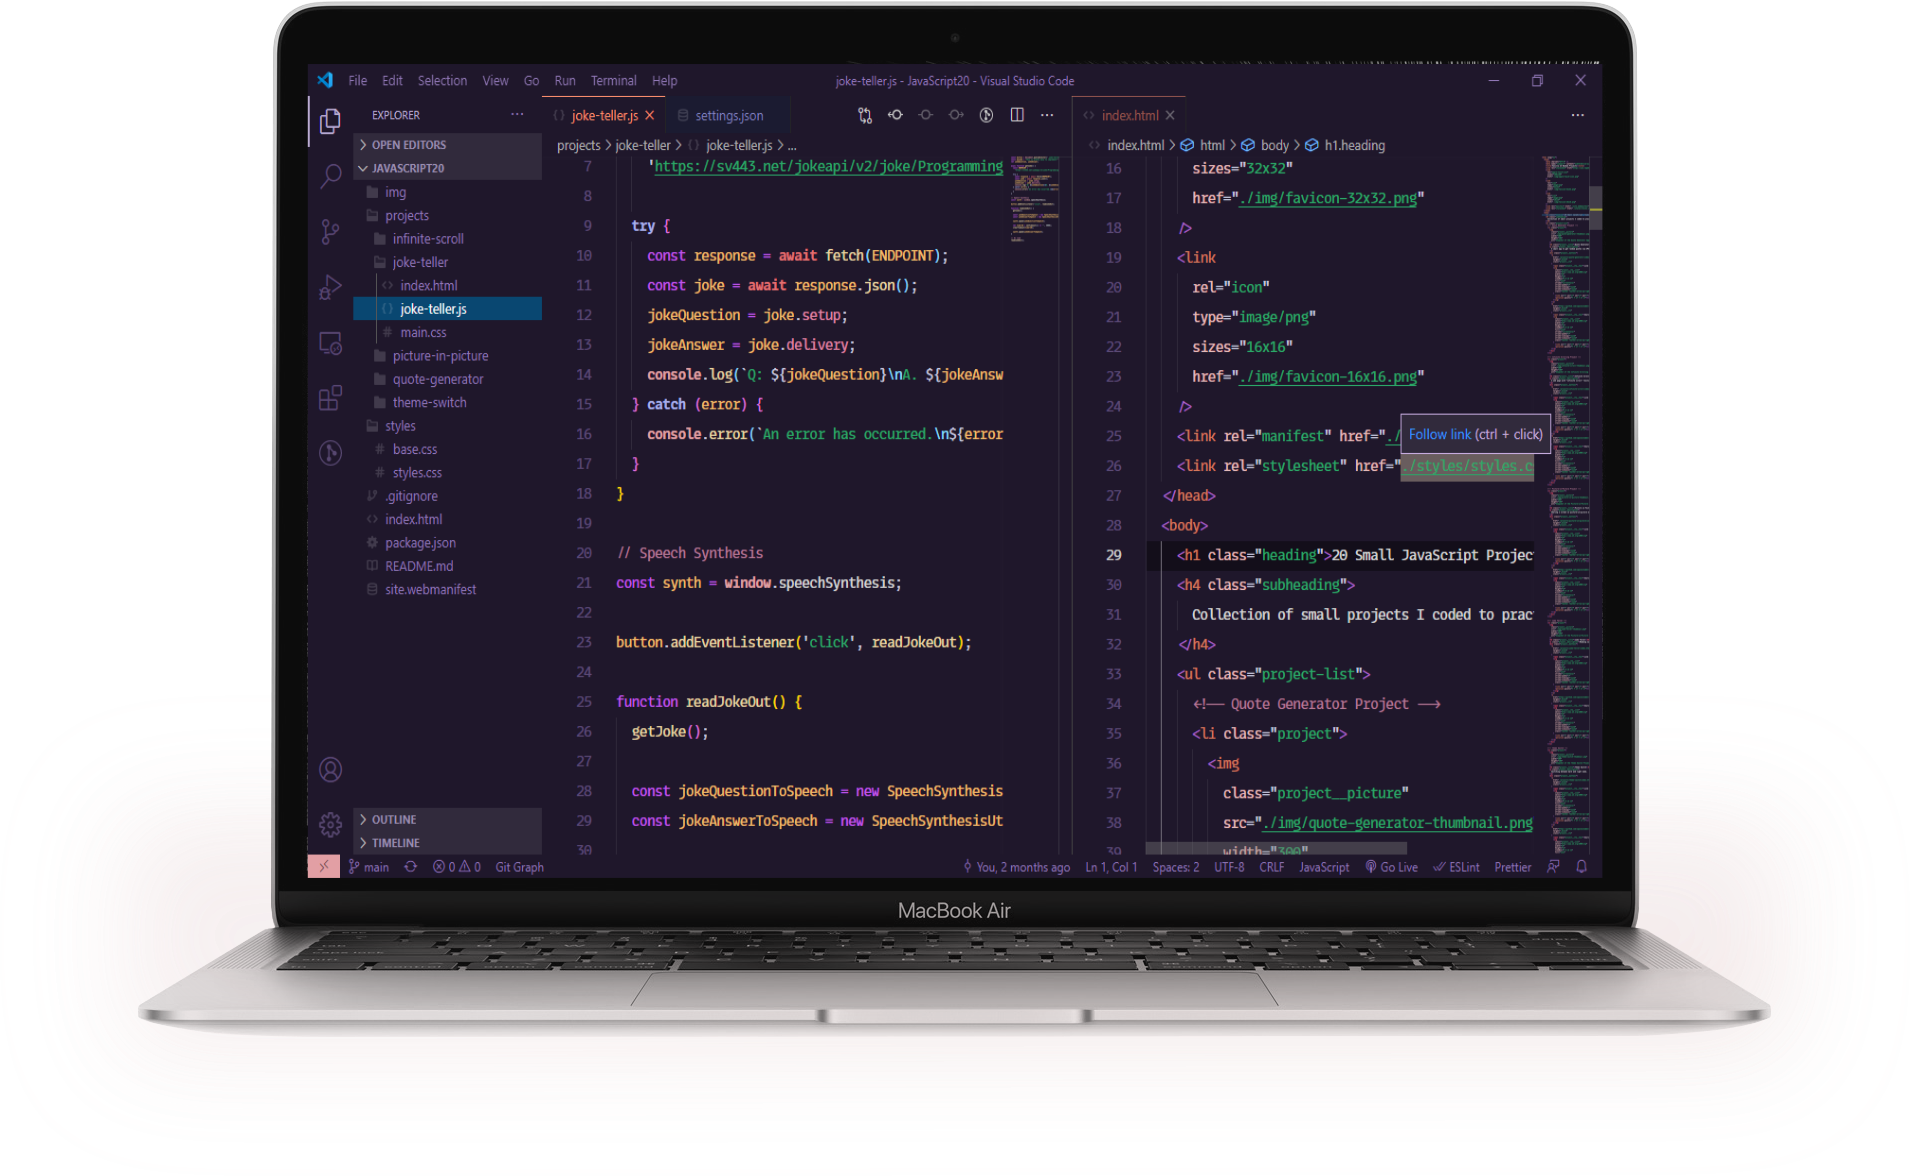 File Edit Selection View Go Run Terminal Help
joke-teller.js - JavaScript20 - Visual Studio Code
EXPLORER
OPEN EDITORS
JAVASCRIPT20
img
projects
infinite-scroll
joke-teller
index.html
joke-teller.js
main.css
picture-in-picture
quote-generator
theme-switch
styles
base.css
styles.css
.gitignore
index.html
package.json
README.md
site.webmanifest
OUTLINE
TIMELINE
joke-teller.js settings.json
projects > joke-teller > joke-teller.js > ...
7 'https://sv443.net/jokeapi/v2/joke/Programming
8
9 try {
10 const response = await fetch(ENDPOINT);
11 const joke = await response.json();
12 jokeQuestion = joke.setup;
13 jokeAnswer = joke.delivery;
14 console.log(`Q: ${jokeQuestion}\nA. ${jokeAnsw
15 } catch (error) {
16 console.error(`An error has occurred.\n${error
17 }
18 }
19
20 // Speech Synthesis
21 const synth = window.speechSynthesis;
22
23 button.addEventListener('click', readJokeOut);
24
25 function readJokeOut() {
26 getJoke();
27
28 const jokeQuestionToSpeech = new SpeechSynthesis
29 const jokeAnswerToSpeech = new SpeechSynthesisUt
30
index.html
index.html > html > body > h1.heading
16 sizes="32x32"
17 href="./img/favicon-32x32.png"
18 />
19 <link
20 rel="icon"
21 type="image/png"
22 sizes="16x16"
23 href="./img/favicon-16x16.png"
24 />
25 <link rel="manifest" href="./
Follow link (ctrl + click)
26 <link rel="stylesheet" href="./styles/styles.c
27 </head>
28 <body>
29 <h1 class="heading">20 Small JavaScript Projec
30 <h4 class="subheading">
31 Collection of small projects I coded to prac
32 </h4>
33 <ul class="project-list">
34 <!-- Quote Generator Project -->
35 <li class="project">
36 <img
37 class="project__picture"
38 src="./img/quote-generator-thumbnail.png
39 width="300"
main 0 0 Git Graph
You, 2 months ago Ln 1, Col 1 Spaces: 2 UTF-8 CRLF JavaScript Go Live ESLint Prettier
MacBook Air